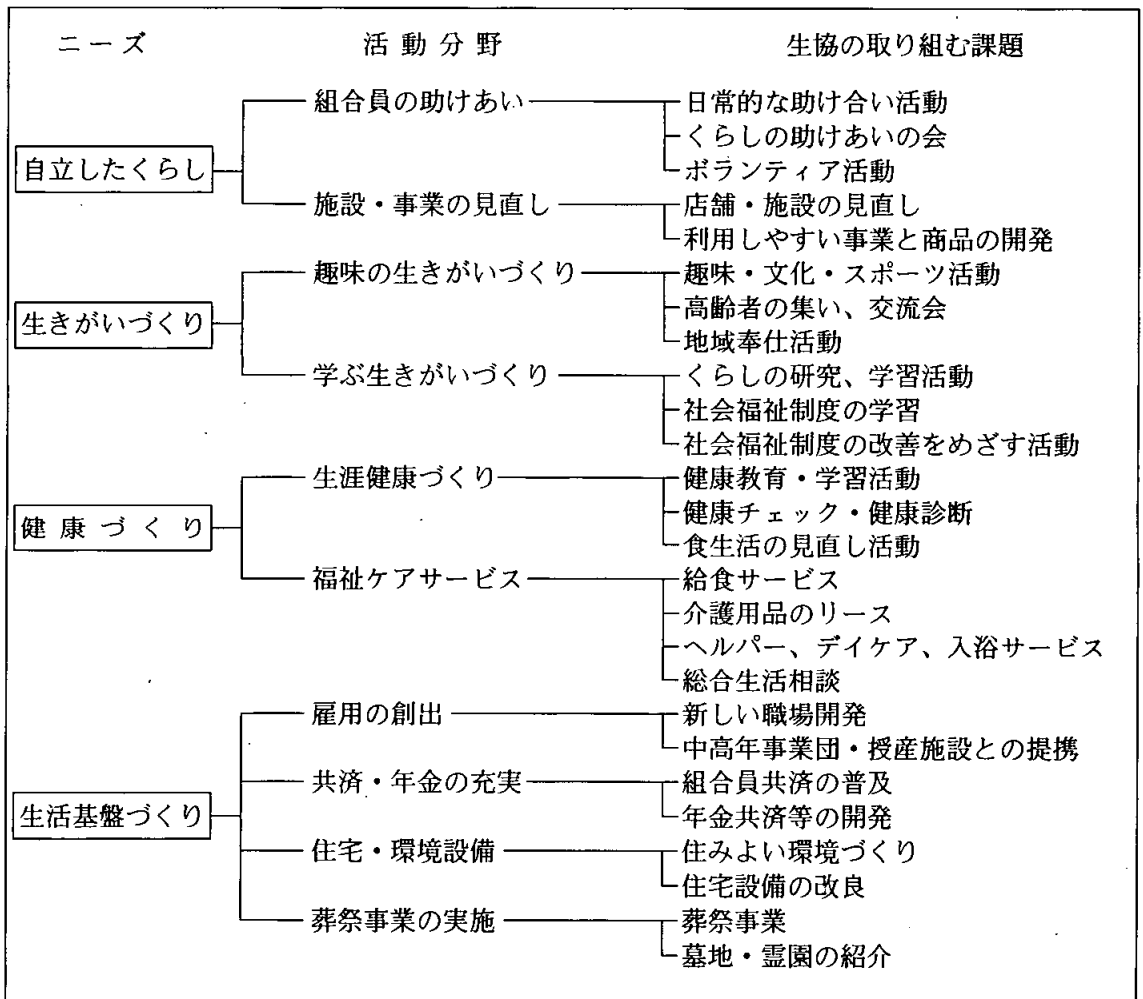 ニーズ 活動分野 生協の取り組む課題
組合員の助けあい 日常的な助け合い活動
くらしの助けあいの会
自立したくらし ボランティア活動
施設・事業の見直し 店舗・施設の見直し
利用しやすい事業と商品の開発
趣味の生きがいづくり 趣味・文化・スポーツ活動
高齢者の集い、交流会
生きがいづくり 地域奉仕活動
学ぶ生きがいづくり くらしの研究、学習活動
社会福祉制度の学習
社会福祉制度の改善をめざす活動
生涯健康づくり 健康教育・学習活動
健康づくり 健康チェック・健康診断
食生活の見直し活動
福祉ケアサービス 給食サービス
介護用品のリース
ヘルパー、デイケア、入浴サービス
総合生活相談
雇用の創出 新しい職場開発
中高年事業団・授産施設との提携
共済・年金の充実 組合員共済の普及
生活基盤づくり 年金共済等の開発
住宅・環境設備 住みよい環境づくり
住宅設備の改良
葬祭事業の実施 葬祭事業
墓地・霊園の紹介